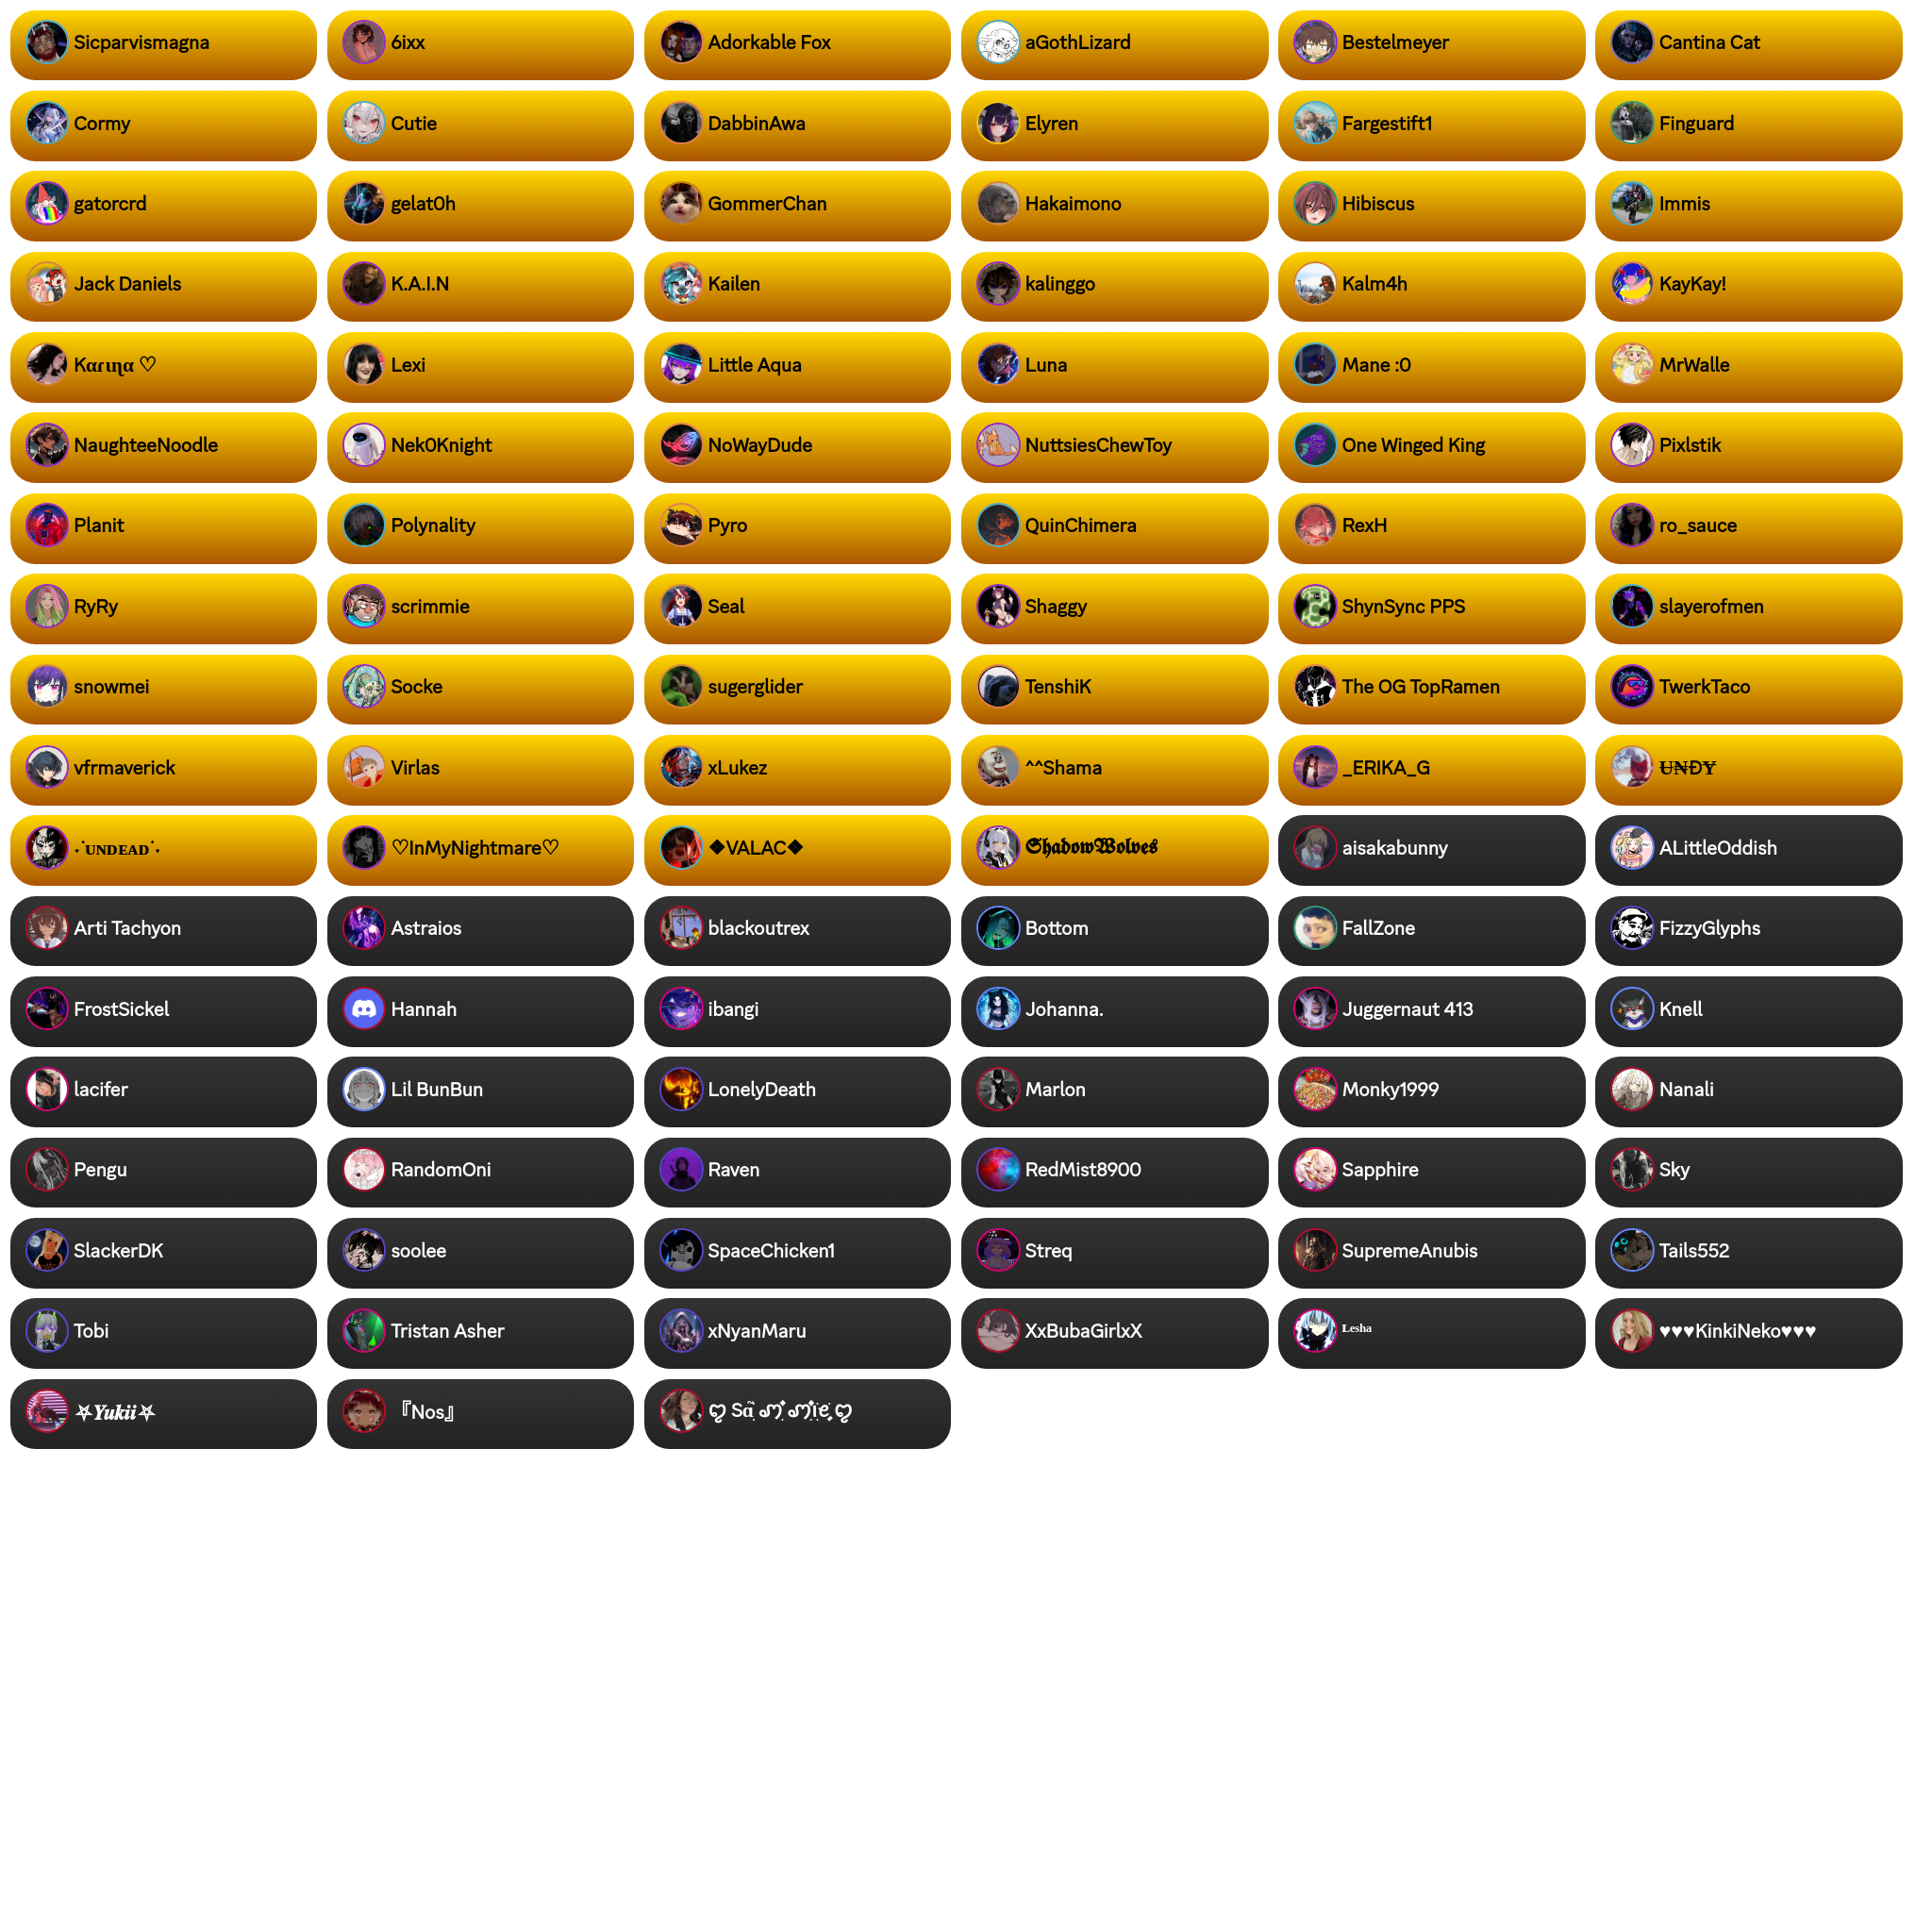 Sicparvismagna
6ixx
Adorkable Fox
aGothLizard
Bestelmeyer
Cantina Cat
Cormy
Cutie
DabbinAwa
Elyren
Fargestift1
Finguard
gatorcrd
gelat0h
GommerChan
Hakaimono
Hibiscus
Immis
Jack Daniels
K.A.I.N
Kailen
kalinggo
Kalm4h
KayKay!
Kαɾιɳα ♡
Lexi
Little Aqua
Luna
Mane :0
MrWalle
NaughteeNoodle
Nek0Knight
NoWayDude
NuttsiesChewToy
One Winged King
Pixlstik
Planit
Polynality
Pyro
QuinChimera
RexH
ro_sauce
RyRy
scrimmie
Seal
Shaggy
ShynSync PPS
slayerofmen
snowmei
Socke
sugerglider
TenshiK
The OG TopRamen
TwerkTaco
vfrmaverick
Virlas
xLukez
^^Shama
_ERIKA_G
U̶N̶D̶Y̶
˖˙ᴜɴᴅᴇᴀᴅ˙˖
♡InMyNightmare♡
❖VALAC❖
𝕾𝖍𝖆𝖉𝖔𝖜𝖂𝖔𝖑𝖛𝖊𝖘
aisakabunny
ALittleOddish
Arti Tachyon
Astraios
blackoutrex
Bottom
FallZone
FizzyGlyphs
FrostSickel
Hannah
ibangi
Johanna.
Juggernaut 413
Knell
lacifer
Lil BunBun
LonelyDeath
Marlon
Monky1999
Nanali
Pengu
RandomOni
Raven
RedMist8900
Sapphire
Sky
SlackerDK
soolee
SpaceChicken1
Streq
SupremeAnubis
Tails552
Tobi
Tristan Asher
xNyanMaru
XxBubaGirlxX
ᴸᵉˢʰᵃ
♥♥♥KinkiNeko♥♥♥
⛧𝒀𝒖𝒌𝒊𝒊⛧
『Nos』